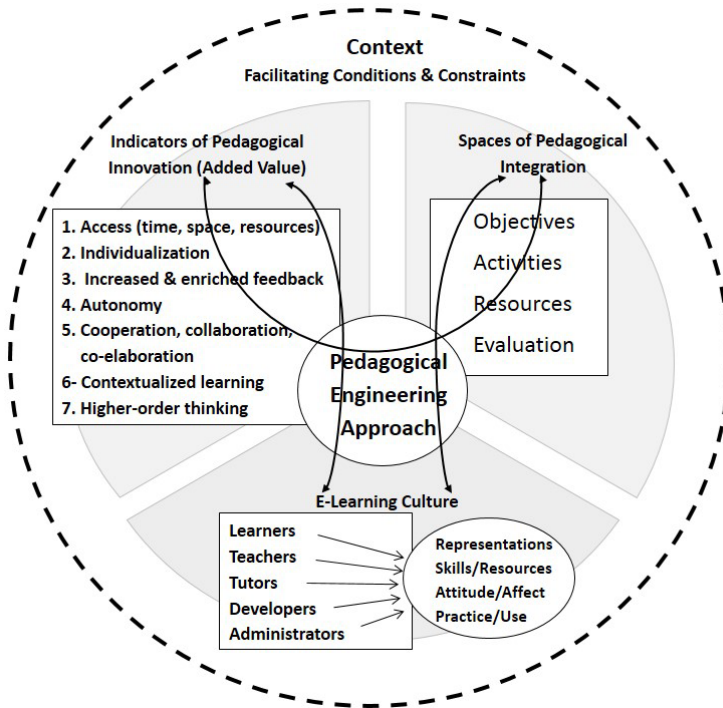 Context
Facilitating Conditions & Constraints
Indicators of Pedagogical
Innovation (Added Value)
1. Access (time, space, resources)
2. Individualization
3. Increased & enriched feedback
4. Autonomy
5. Cooperation, collaboration,
co-elaboration
6- Contextualized learning
7. Higher-order thinking
Spaces of Pedagogical
Integration
Objectives
Activities
Resources
Evaluation
Pedagogical
Engineering
Approach
E-Learning Culture
Learners
Teachers
Tutors
Developers
Administrators
Representations
Skills/Resources
Attitude/Affect
Practice/Use